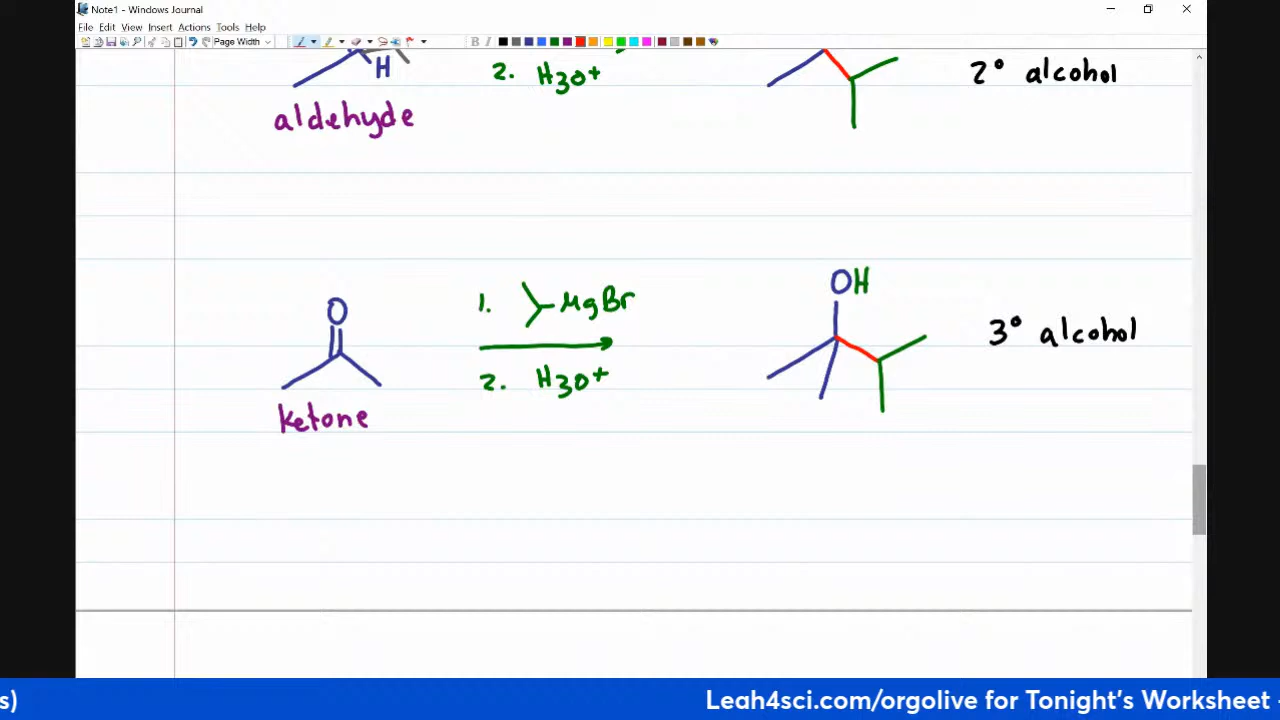 Note1 - Windows Journal
File Edit View Insert Actions Tools Help
Page Width
B I
H
aldehyde
2. H3O+
2° alcohol
O
ketone
1. MgBr
2. H3O+
OH
3° alcohol
s)
Leah4sci.com/orgolive for Tonight's Worksheet -